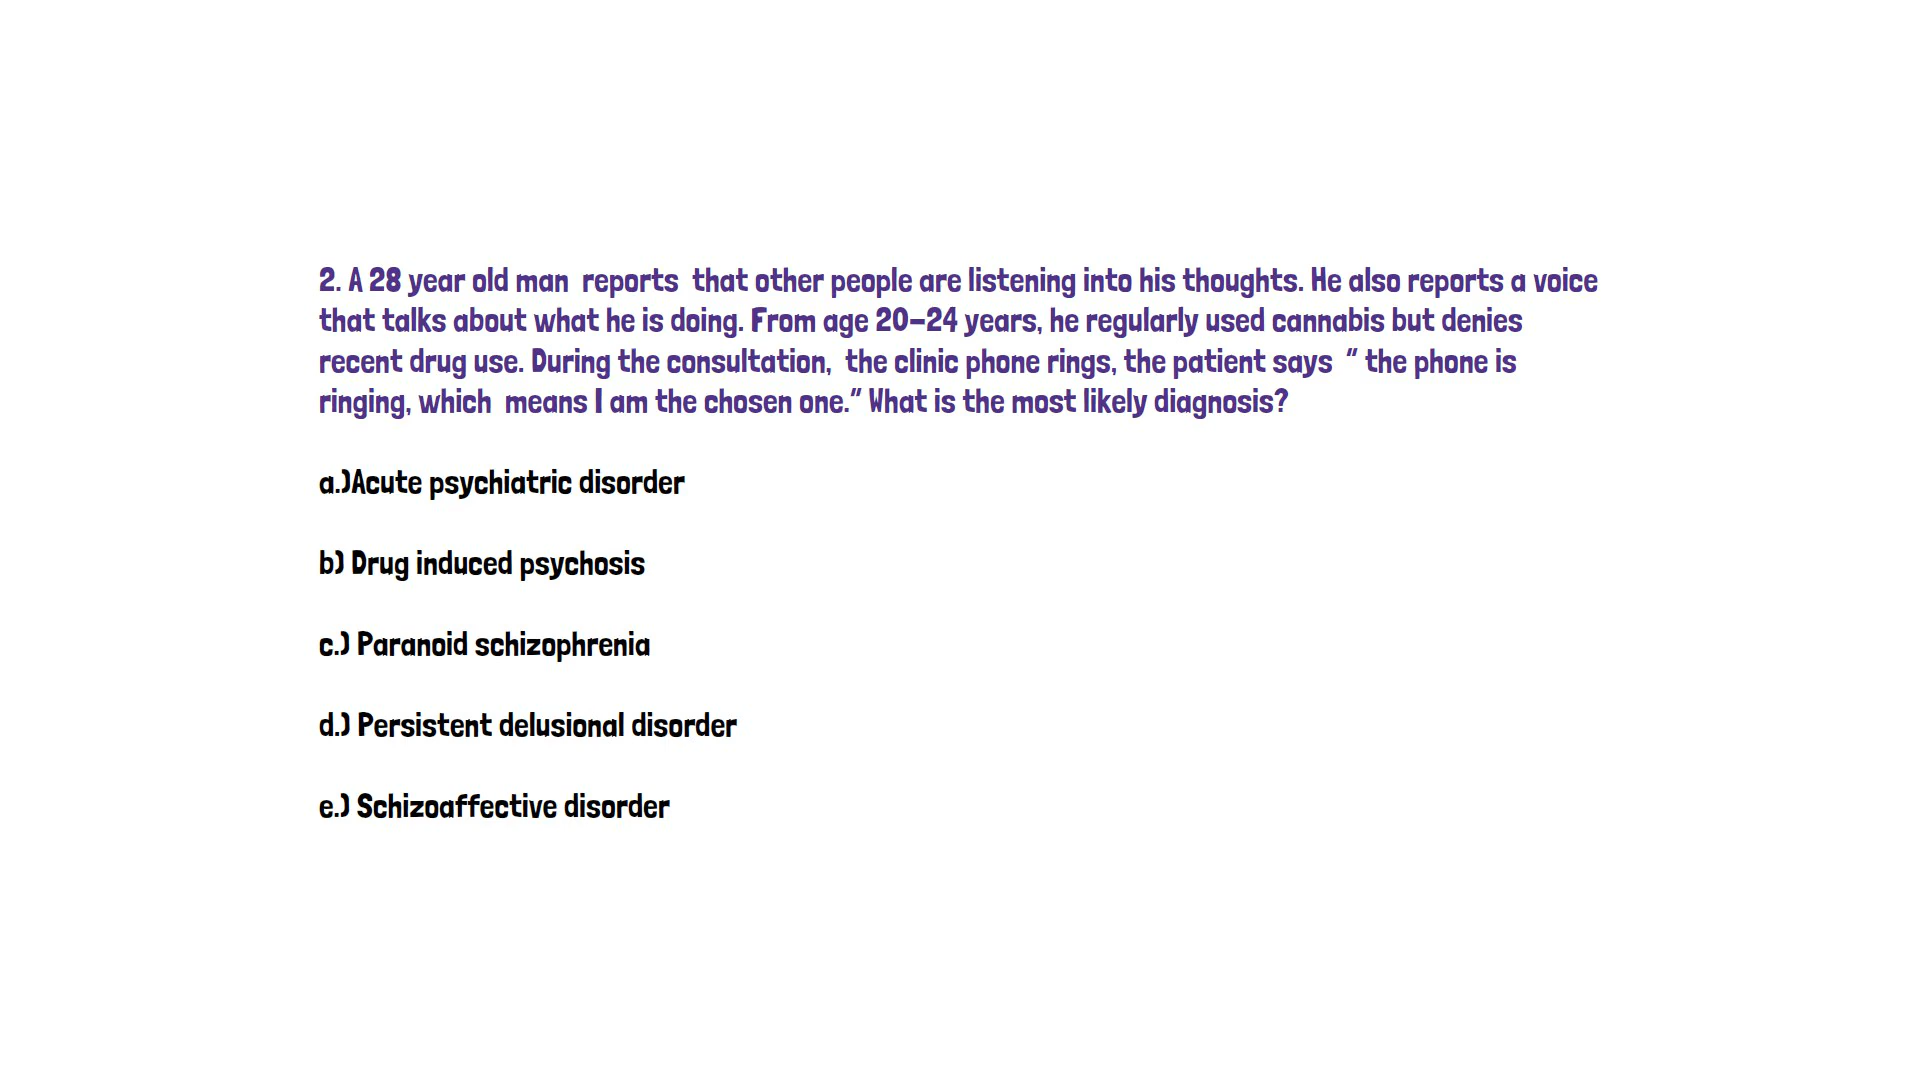 2. A 28 year old man  reports  that other people are listening into his thoughts. He also reports a voice
that talks about what he is doing. From age 20-24 years, he regularly used cannabis but denies
recent drug use. During the consultation,  the clinic phone rings, the patient says  " the phone is
ringing, which  means I am the chosen one." What is the most likely diagnosis?
a.)Acute psychiatric disorder
b) Drug induced psychosis
c.) Paranoid schizophrenia
d.) Persistent delusional disorder
e.) Schizoaffective disorder